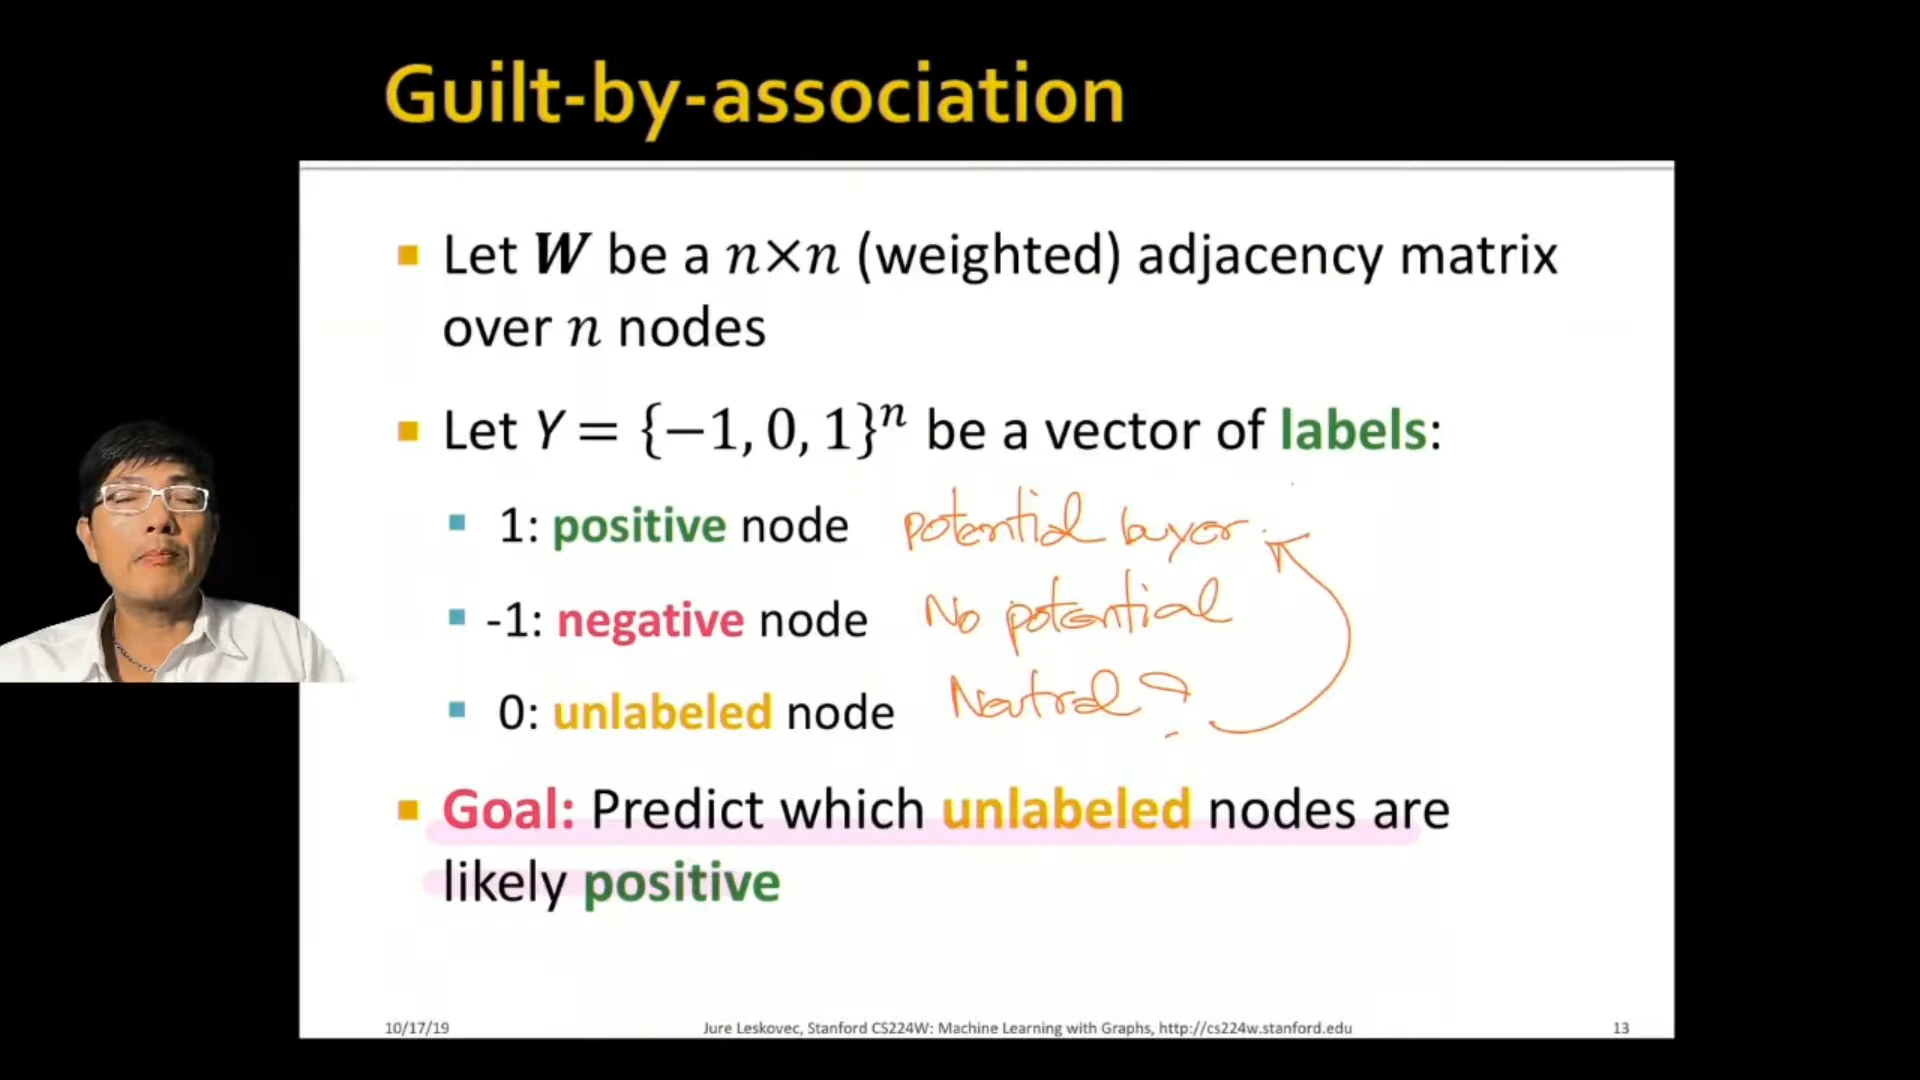 Guilt-by-association
Let W be a n×n (weighted) adjacency matrix
over n nodes
Let Y = {−1, 0, 1}ⁿ be a vector of labels:
1: positive node potential buyer
-1: negative node No potential
0: unlabeled node Neutral ?
Goal: Predict which unlabeled nodes are
likely positive
10/17/19 Jure Leskovec, Stanford CS224W: Machine Learning with Graphs, http://cs224w.stanford.edu 13